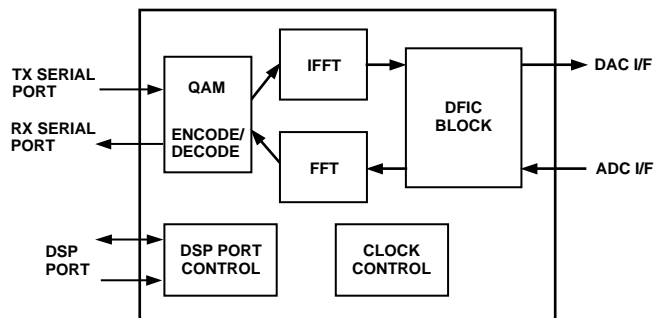 TX SERIAL
PORT
RX SERIAL
PORT
QAM
ENCODE/
DECODE
IFFT
FFT
DFIC
BLOCK
DAC I/F
ADC I/F
DSP
PORT
DSP PORT
CONTROL
CLOCK
CONTROL